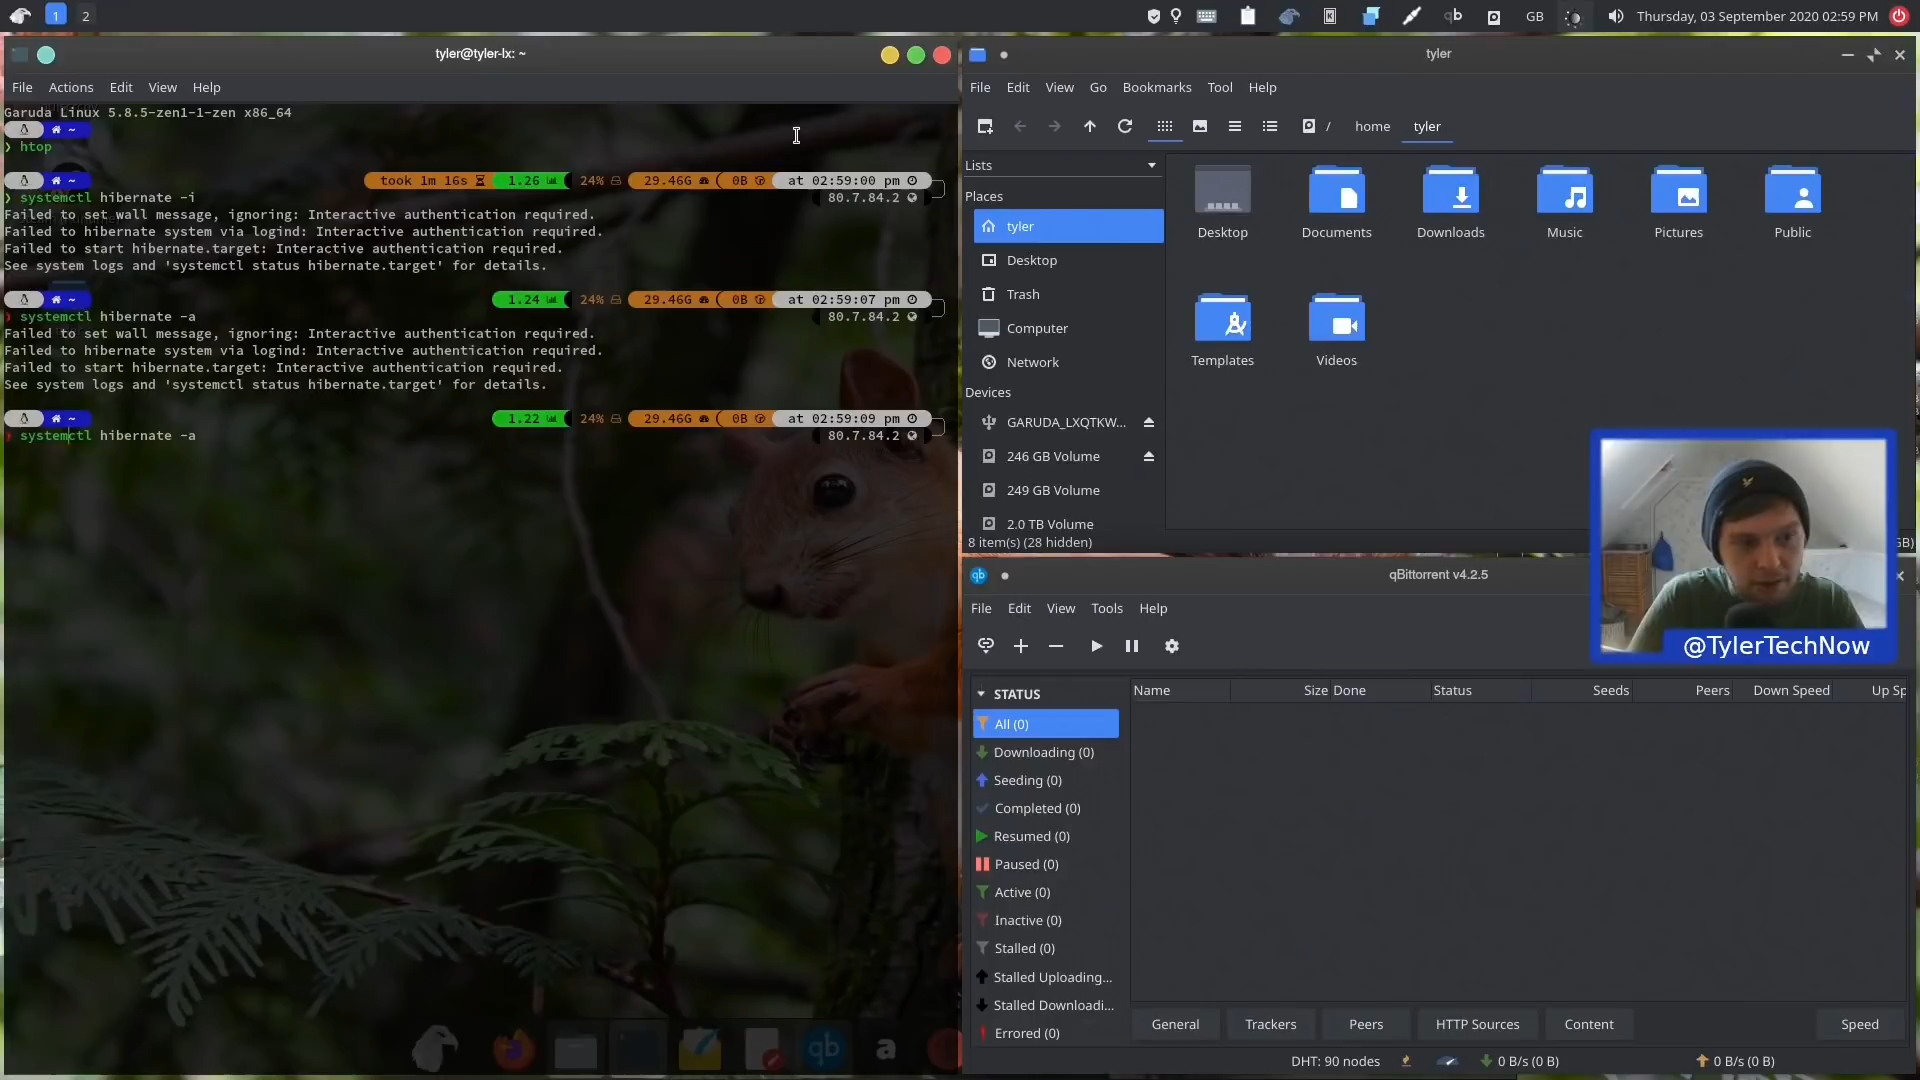 1 2
GB Thursday, 03 September 2020 02:59 PM
tyler@tyler-lx: ~
File Actions Edit View Help
Garuda Linux 5.8.5-zen1-1-zen x86_64
~
❯ htop
~ took 1m 16s 1.26 24% 29.46G 0B at 02:59:00 pm
❯ systemctl hibernate -i 80.7.84.2
Failed to set wall message, ignoring: Interactive authentication required.
Failed to hibernate system via logind: Interactive authentication required.
Failed to start hibernate.target: Interactive authentication required.
See system logs and 'systemctl status hibernate.target' for details.
~ 1.24 24% 29.46G 0B at 02:59:07 pm
❯ systemctl hibernate -a 80.7.84.2
Failed to set wall message, ignoring: Interactive authentication required.
Failed to hibernate system via logind: Interactive authentication required.
Failed to start hibernate.target: Interactive authentication required.
See system logs and 'systemctl status hibernate.target' for details.
~ 1.22 24% 29.46G 0B at 02:59:09 pm
❯ systemctl hibernate -a 80.7.84.2
tyler
File Edit View Go Bookmarks Tool Help
/ home tyler
Lists
Places
tyler
Desktop
Trash
Computer
Network
Devices
GARUDA_LXQTKW...
246 GB Volume
249 GB Volume
2.0 TB Volume
Desktop Documents Downloads Music Pictures Public
Templates Videos
8 item(s) (28 hidden)
GB)
@TylerTechNow
qb qBittorrent v4.2.5
File Edit View Tools Help
STATUS
All (0)
Downloading (0)
Seeding (0)
Completed (0)
Resumed (0)
Paused (0)
Active (0)
Inactive (0)
Stalled (0)
Stalled Uploading...
Stalled Downloadi...
Errored (0)
Name Size Done Status Seeds Peers Down Speed Up Sp
General Trackers Peers HTTP Sources Content Speed
DHT: 90 nodes 0 B/s (0 B) 0 B/s (0 B)
qb a